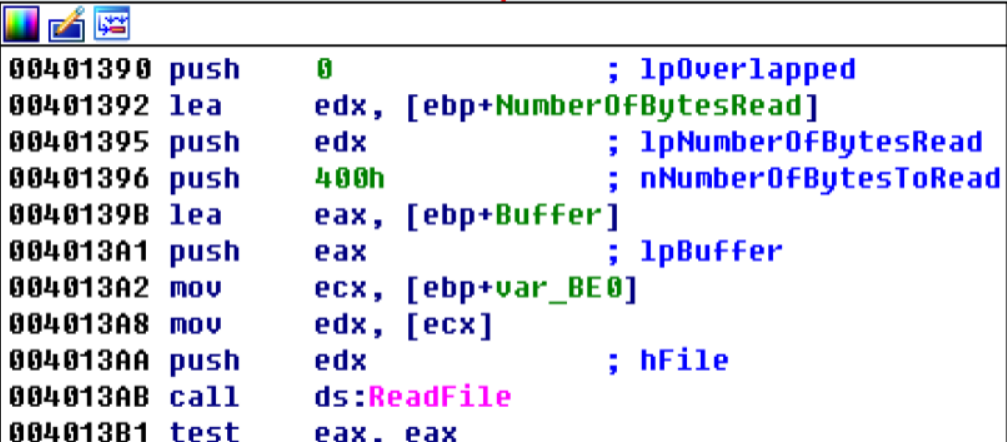 00401390 push 0 ; lpOverlapped
00401392 lea edx, [ebp+NumberOfBytesRead]
00401395 push edx ; lpNumberOfBytesRead
00401396 push 400h ; nNumberOfBytesToRead
0040139B lea eax, [ebp+Buffer]
004013A1 push eax ; lpBuffer
004013A2 mov ecx, [ebp+var_BE0]
004013A8 mov edx, [ecx]
004013AA push edx ; hFile
004013AB call ds:ReadFile
004013B1 test eax, eax